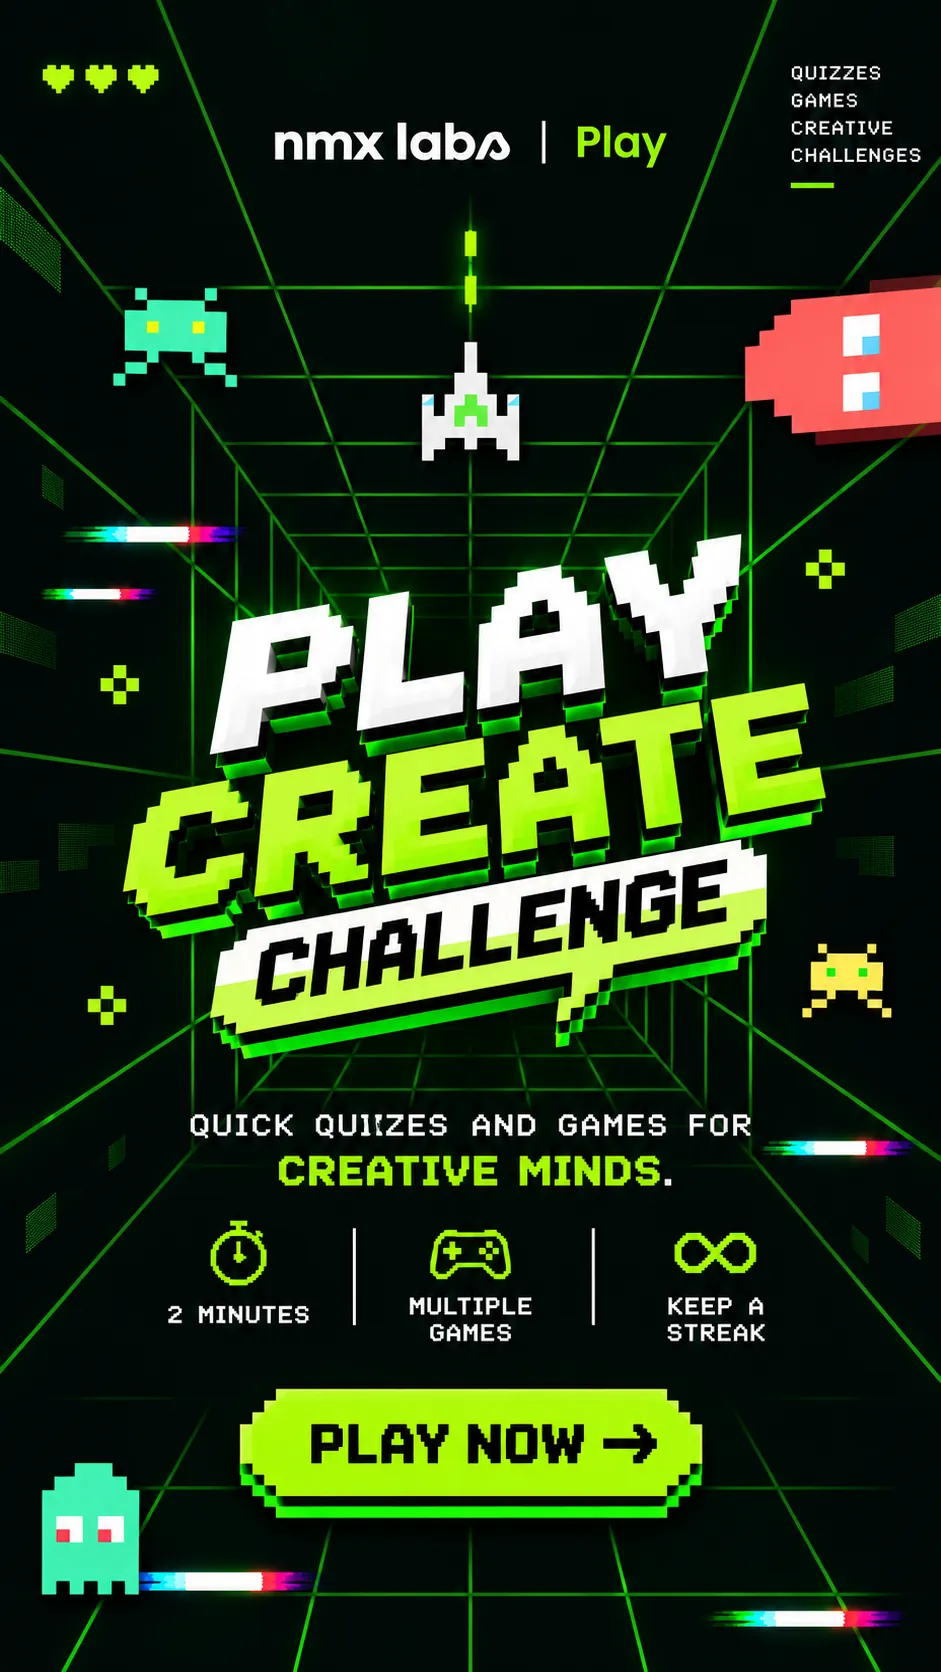 QUIZZES
GAMES
CREATIVE
CHALLENGES
nmx labs | Play
PLAY
CREATE
CHALLENGE
QUICK AND GAMES FOR
CREATIVE MINDS.
2 MINUTES
MULTIPLE
GAMES
KEEP A
STREAK
PLAY NOW →